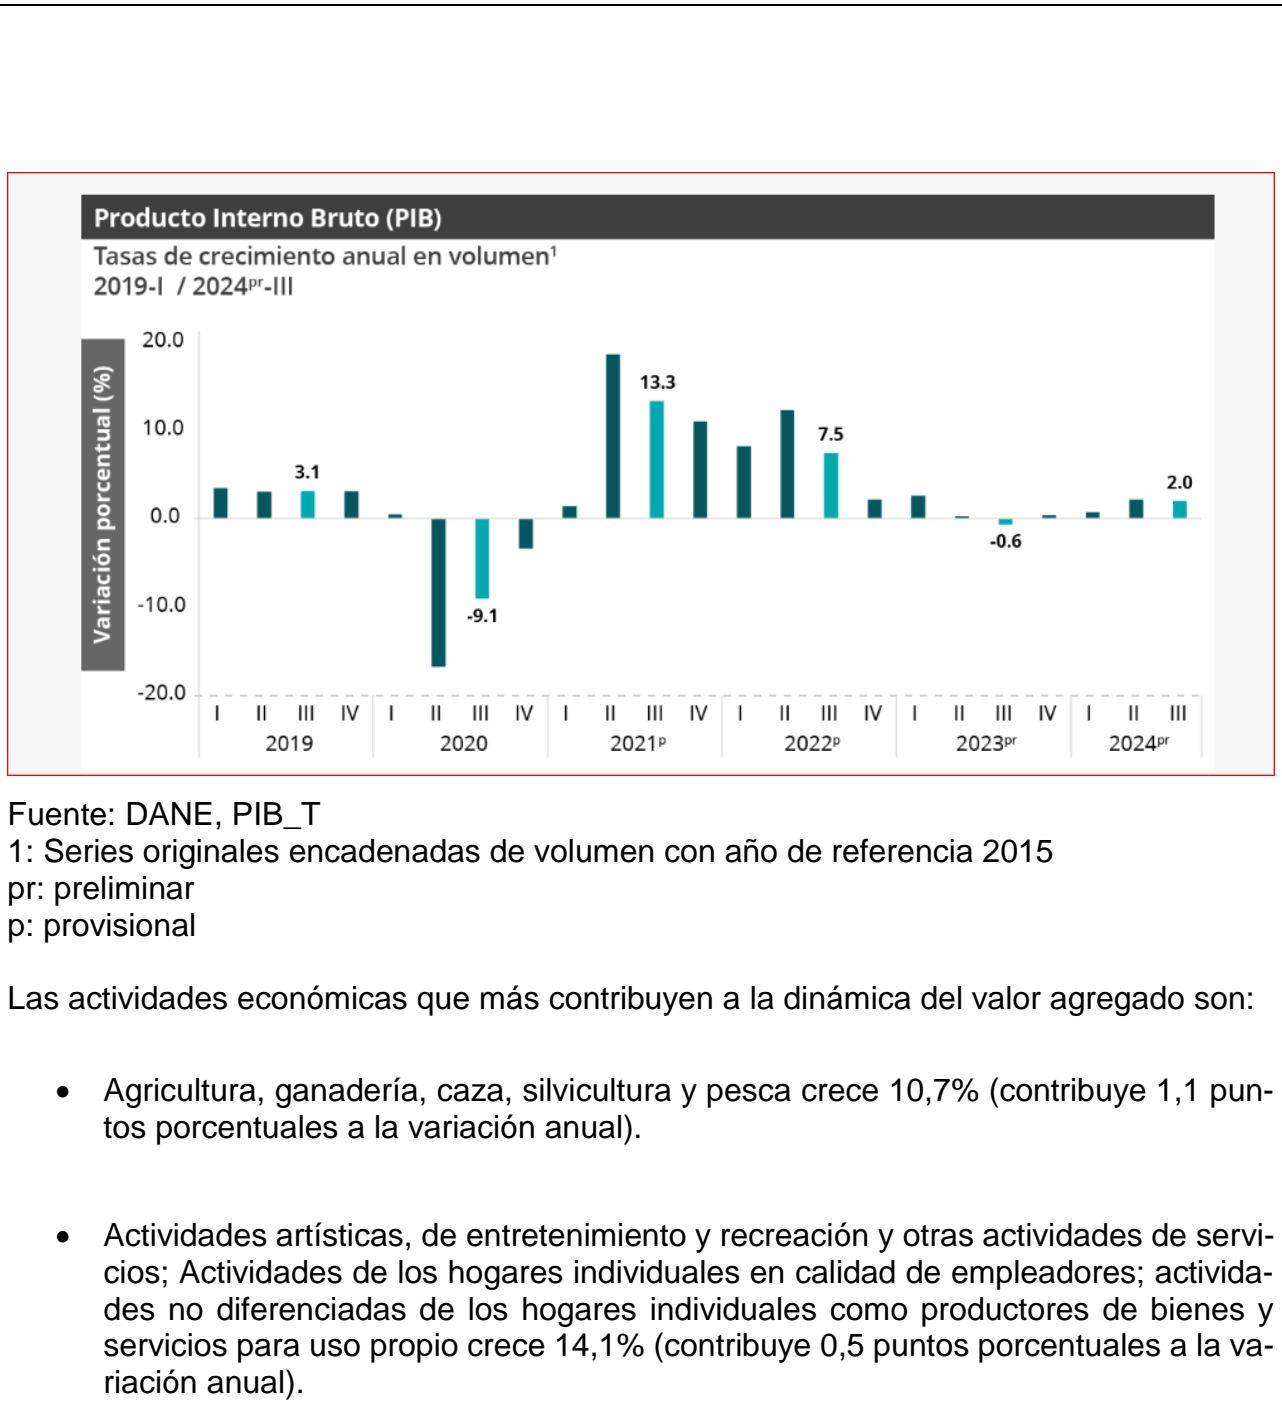 Producto Interno Bruto (PIB)
Tasas de crecimiento anual en volumen¹
2019-I / 2024ᵖʳ-III
Variación porcentual (%)
20.0
10.0
0.0
-10.0
-20.0
3.1
-9.1
13.3
7.5
-0.6
2.0
I II III IV I II III IV I II III IV I II III IV I II III IV I II III
2019 2020 2021ᵖ 2022ᵖ 2023ᵖʳ 2024ᵖʳ
Fuente: DANE, PIB_T
1: Series originales encadenadas de volumen con año de referencia 2015
pr: preliminar
p: provisional
Las actividades económicas que más contribuyen a la dinámica del valor agregado son:
• Agricultura, ganadería, caza, silvicultura y pesca crece 10,7% (contribuye 1,1 pun-
tos porcentuales a la variación anual).
• Actividades artísticas, de entretenimiento y recreación y otras actividades de servi-
cios; Actividades de los hogares individuales en calidad de empleadores; activida-
des no diferenciadas de los hogares individuales como productores de bienes y
servicios para uso propio crece 14,1% (contribuye 0,5 puntos porcentuales a la va-
riación anual).